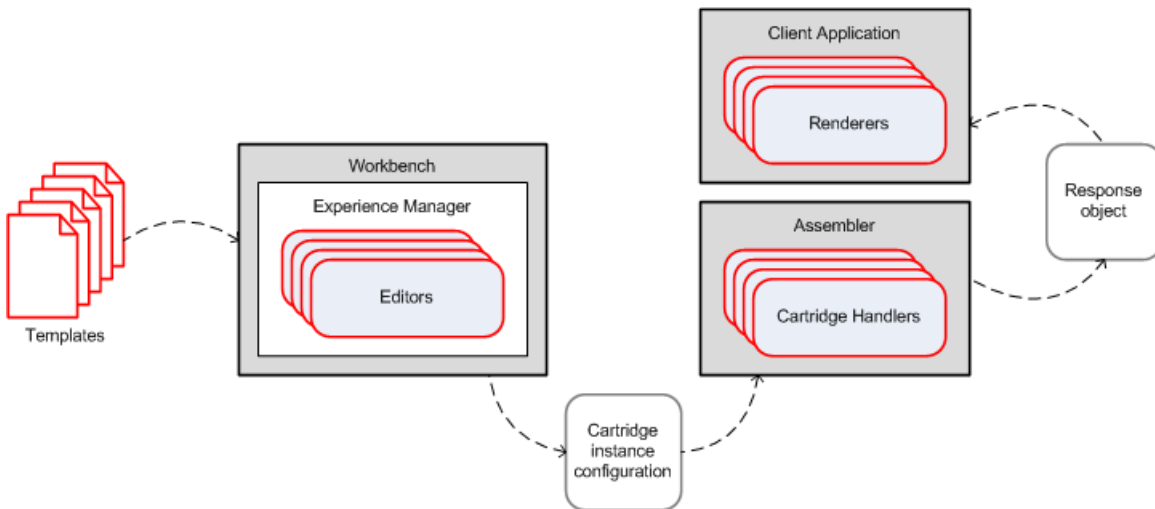 Client Application
Renderers
Workbench
Experience Manager
Editors
Templates
Response
object
Assembler
Cartridge Handlers
Cartridge
instance
configuration